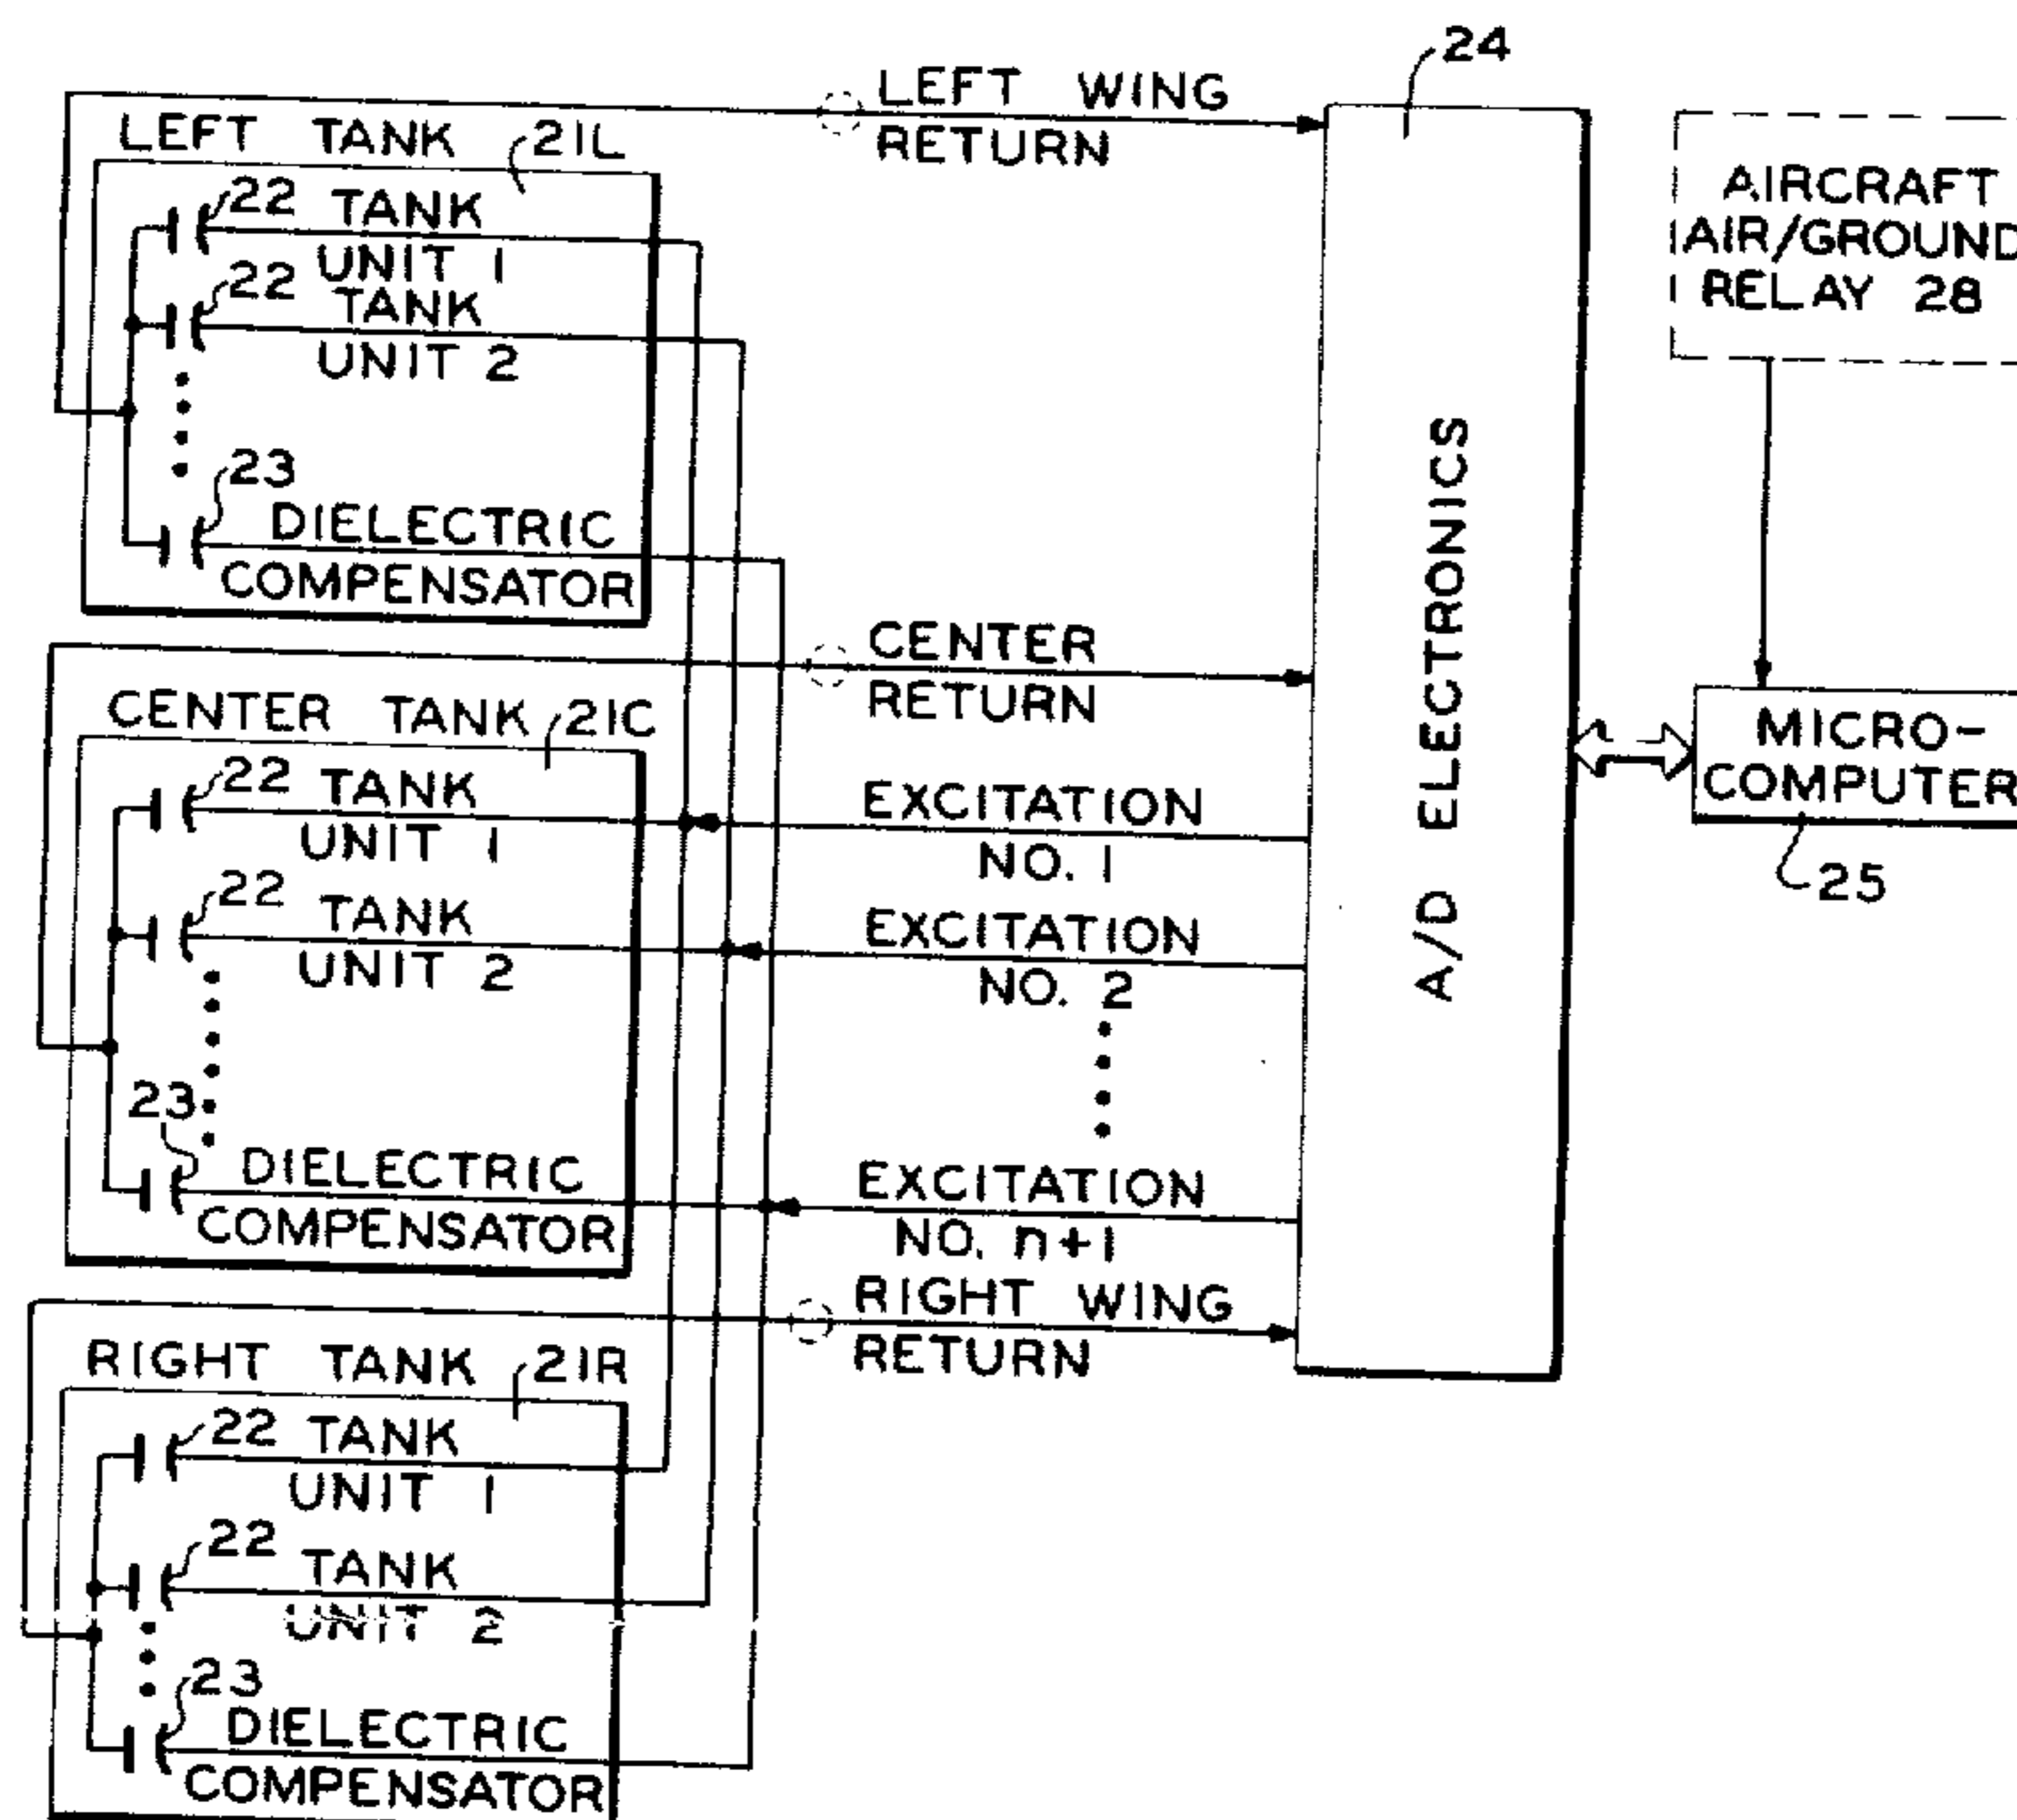 24
LEFT WING
RETURN
LEFT TANK 21L
22 TANK
UNIT 1
22 TANK
UNIT 2
23
DIELECTRIC
COMPENSATOR
AIRCRAFT
AIR/GROUND
RELAY 28
A/D ELECTRONICS
CENTER
RETURN
CENTER TANK 21C
22 TANK
UNIT 1
22 TANK
UNIT 2
23
DIELECTRIC
COMPENSATOR
EXCITATION
NO. 1
EXCITATION
NO. 2
EXCITATION
NO. n+1
MICRO-
COMPUTER
25
RIGHT WING
RETURN
RIGHT TANK 21R
22 TANK
UNIT 1
22 TANK
UNIT 2
23
DIELECTRIC
COMPENSATOR